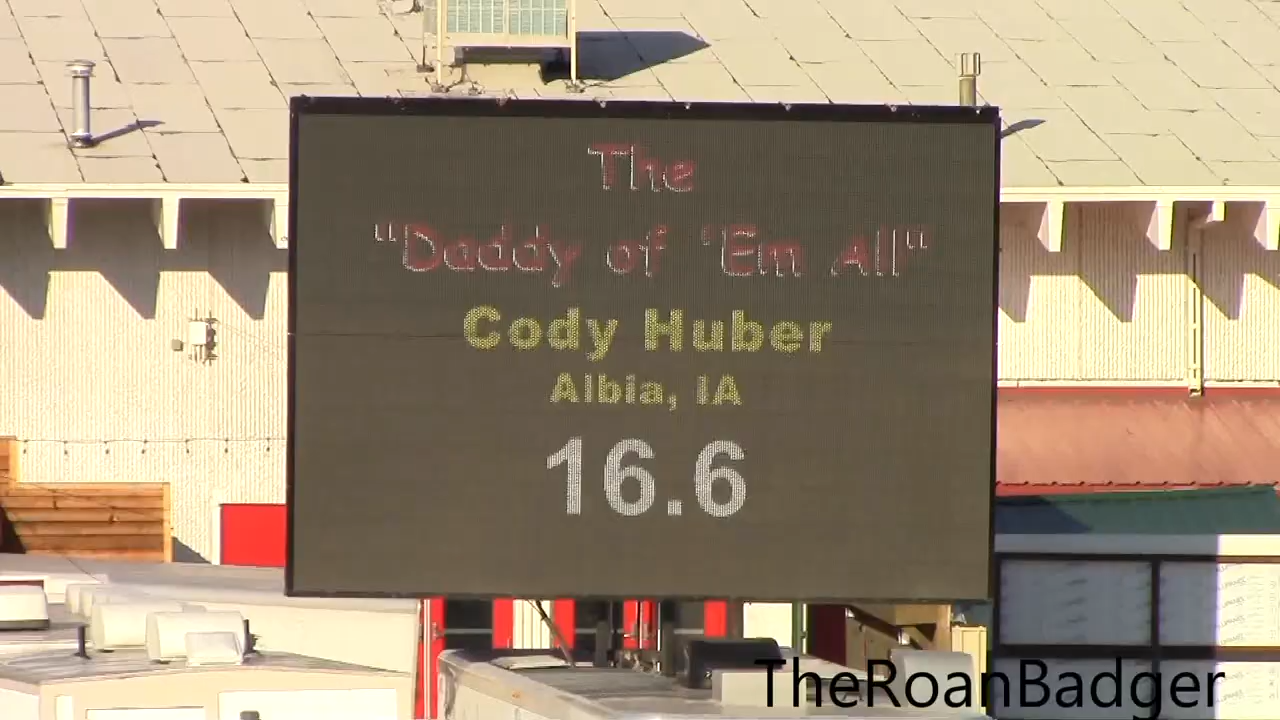 The
"Daddy of 'Em All"
Cody Huber
Albia, IA
16.6
TheRoanBadger